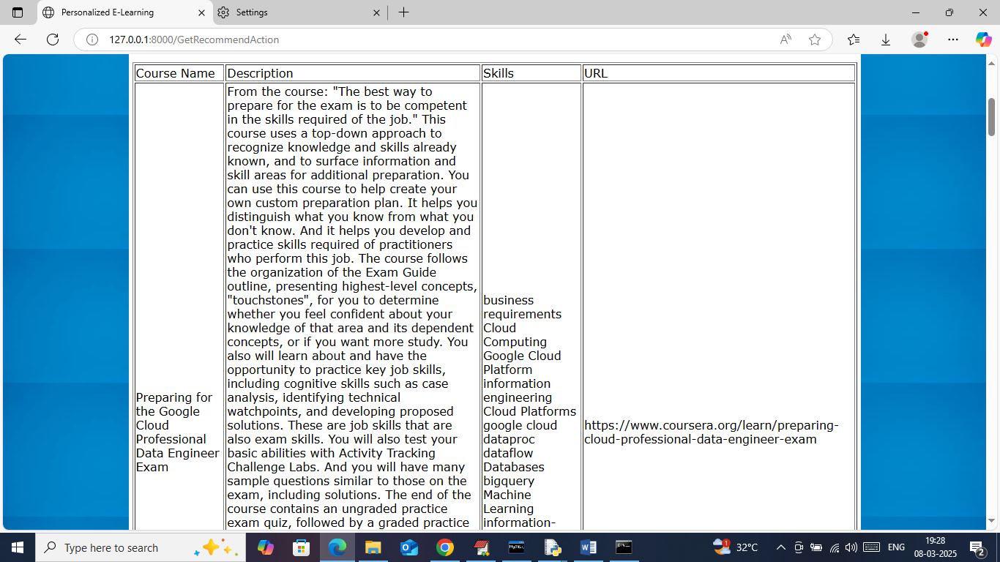 Personalized E-Learning
Settings
127.0.0.1:8000/GetRecommendAction
Course Name
Description
Skills
URL
Preparing for
the Google
Cloud
Professional
Data Engineer
Exam
From the course: "The best way to
prepare for the exam is to be competent
in the skills required of the job." This
course uses a top-down approach to
recognize knowledge and skills already
known, and to surface information and
skill areas for additional preparation. You
can use this course to help create your
own custom preparation plan. It helps you
distinguish what you know from what you
don't know. And it helps you develop and
practice skills required of practitioners
who perform this job. The course follows
the organization of the Exam Guide
outline, presenting highest-level concepts,
"touchstones", for you to determine
whether you feel confident about your
knowledge of that area and its dependent
concepts, or if you want more study. You
also will learn about and have the
opportunity to practice key job skills,
including cognitive skills such as case
analysis, identifying technical
watchpoints, and developing proposed
solutions. These are job skills that are
also exam skills. You will also test your
basic abilities with Activity Tracking
Challenge Labs. And you will have many
sample questions similar to those on the
exam, including solutions. The end of the
course contains an ungraded practice
exam quiz, followed by a graded practice
business
requirements
Cloud
Computing
Google Cloud
Platform
information
engineering
Cloud Platforms
google cloud
dataproc
dataflow
Databases
bigquery
Machine
Learning
information-
https://www.coursera.org/learn/preparing-
cloud-professional-data-engineer-exam
Type here to search
1
32°C
ENG
19:28
08-03-2025
2